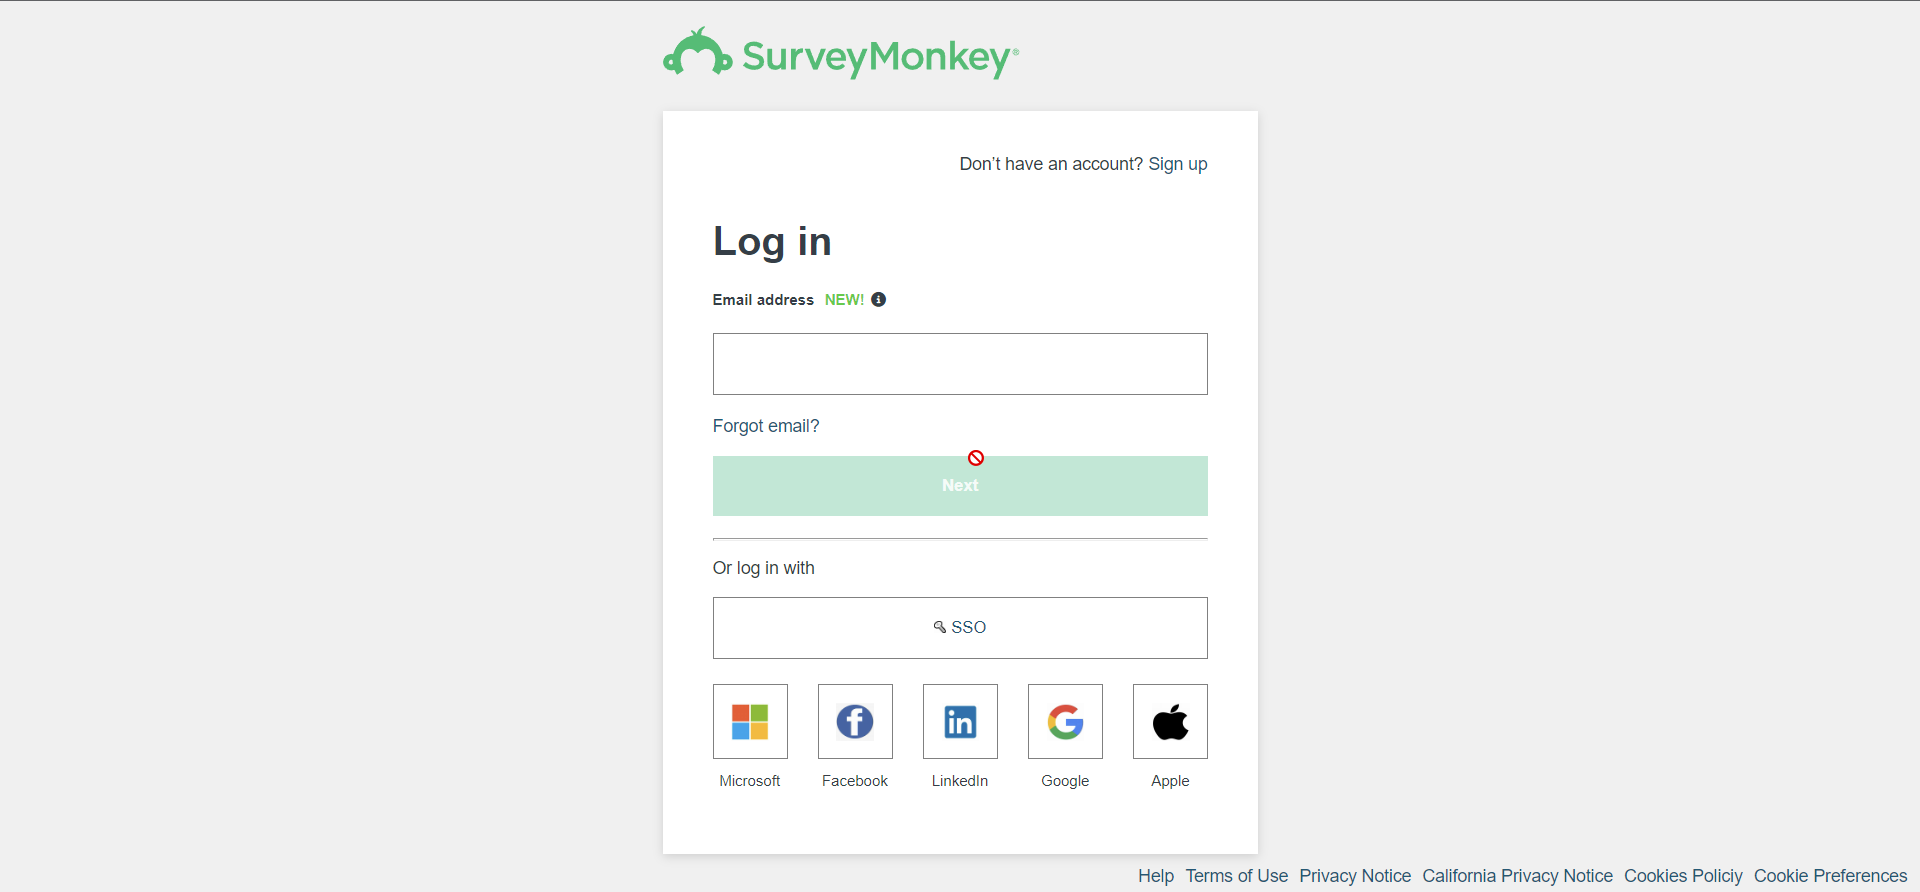 SurveyMonkey®
Don't have an account? Sign up
Log in
Email address NEW!
Forgot email?
Next
Or log in with
SSO
Microsoft Facebook LinkedIn Google Apple
Help Terms of Use Privacy Notice California Privacy Notice Cookies Policiy Cookie Preferences